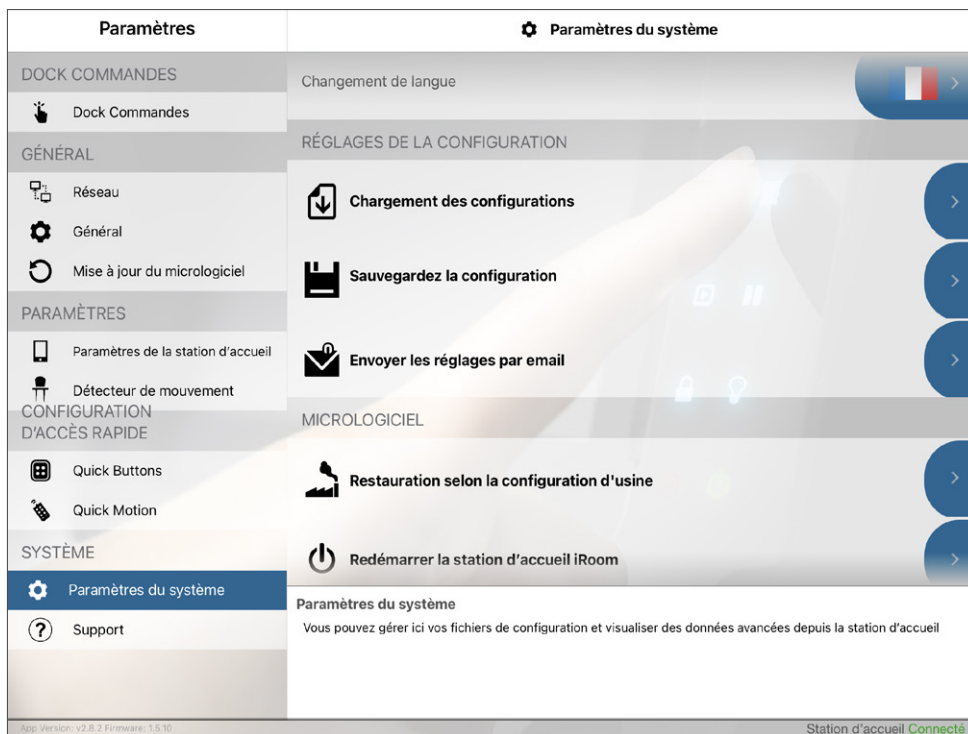 Paramètres
DOCK COMMANDES
Dock Commandes
GÉNÉRAL
Réseau
Général
Mise à jour du micrologiciel
PARAMÈTRES
Paramètres de la station d'accueil
Détecteur de mouvement
CONFIGURATION
D'ACCÈS RAPIDE
Quick Buttons
Quick Motion
SYSTÈME
Paramètres du système
Support
App Version: v2.8.2 Firmware: 1.5.10
Paramètres du système
Changement de langue
RÉGLAGES DE LA CONFIGURATION
Chargement des configurations
Sauvegardez la configuration
Envoyer les réglages par email
MICROLOGICIEL
Restauration selon la configuration d'usine
Redémarrer la station d'accueil iRoom
Paramètres du système
Vous pouvez gérer ici vos fichiers de configuration et visualiser des données avancées depuis la station d'accueil
Station d'accueil Connecté